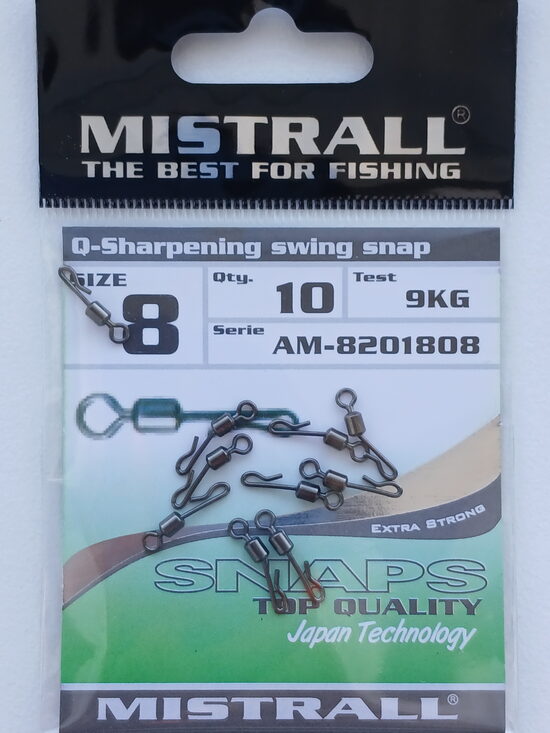 MISTRALL®
THE BEST FOR FISHING
Q-Sharpening swing snap
SIZE
8
Qty.
10
Test
9KG
Serie
AM-8201808
EXTRA STRONG
SNAPS
TOP QUALITY
Japan Technology
MISTRALL®